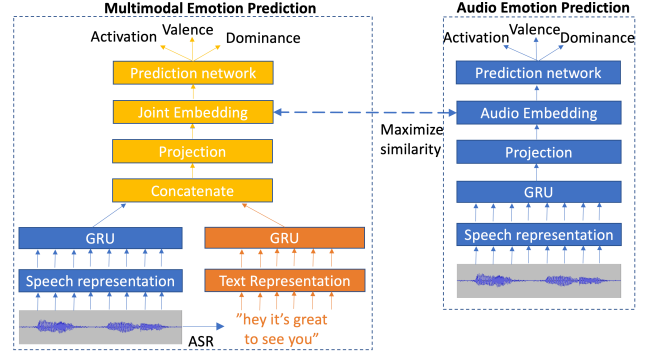 Multimodal Emotion Prediction
Activation
Valence
Dominance
Prediction network
Joint Embedding
Projection
Concatenate
GRU
GRU
Speech representation
Text Representation
ASR
”hey it’s great
to see you”
Maximize
similarity
Audio Emotion Prediction
Activation
Valence
Dominance
Prediction network
Audio Embedding
Projection
GRU
Speech representation